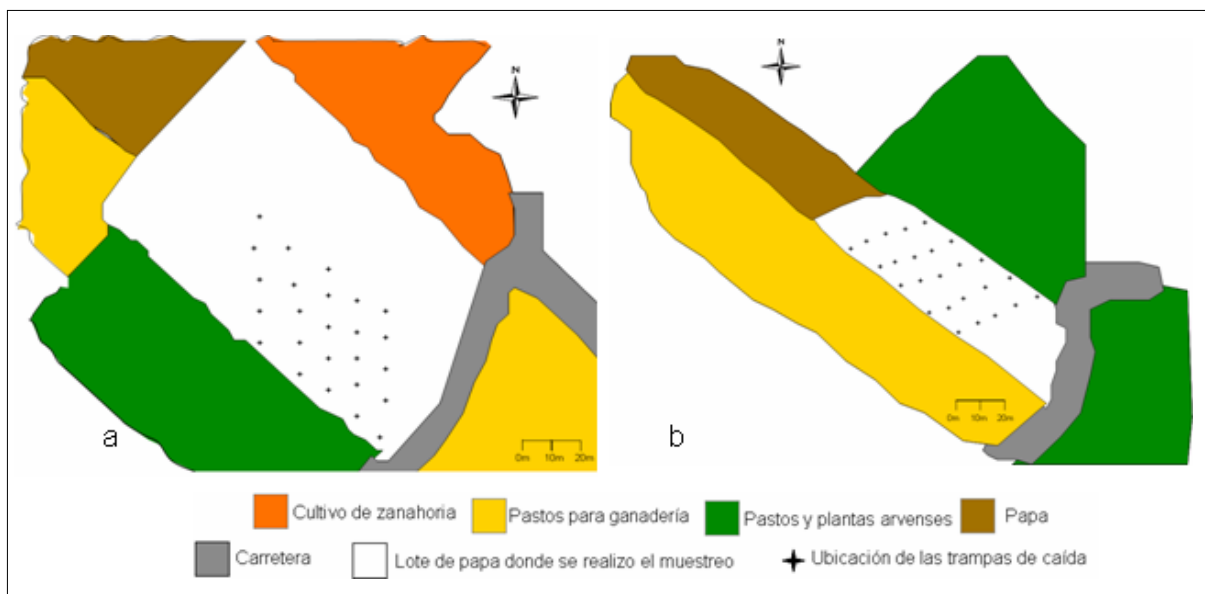 N
N
a
b
0m 10m 20m
0m 10m 20m
Cultivo de zanahoria
Pastos para ganadería
Pastos y plantas arvenses
Papa
Carretera
Lote de papa donde se realizo el muestreo
Ubicación de las trampas de caída